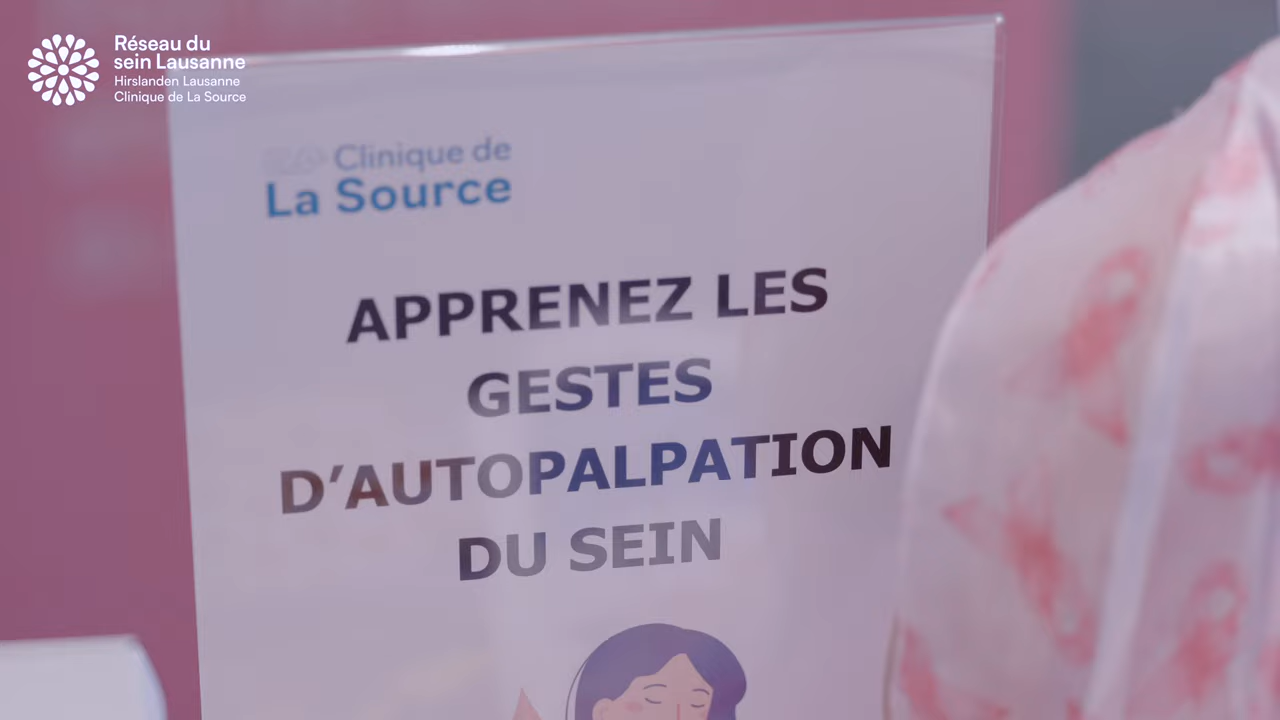 Réseau du
sein Lausanne
Hirslanden Lausanne
Clinique de La Source
Clinique de
La Source
APPRENEZ LES
GESTES
D’AUTOPALPATION
DU SEIN